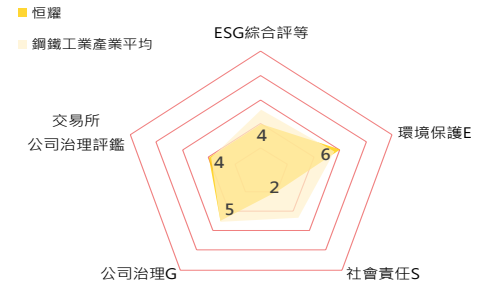 恒耀
鋼鐵工業產業平均
ESG綜合評等
交易所
公司治理評鑑
環境保護E
4
4
6
2
5
公司治理G
社會責任S